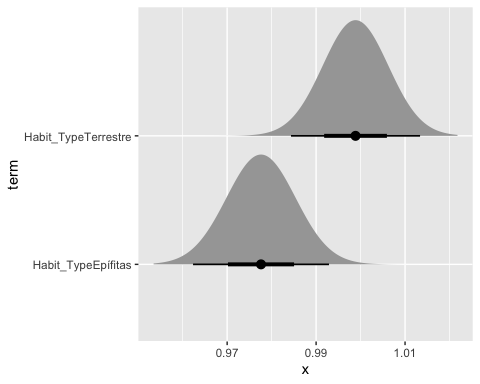 term
Habit_TypeTerrestre
Habit_TypeEpífitas
0.97 0.99 1.01
x